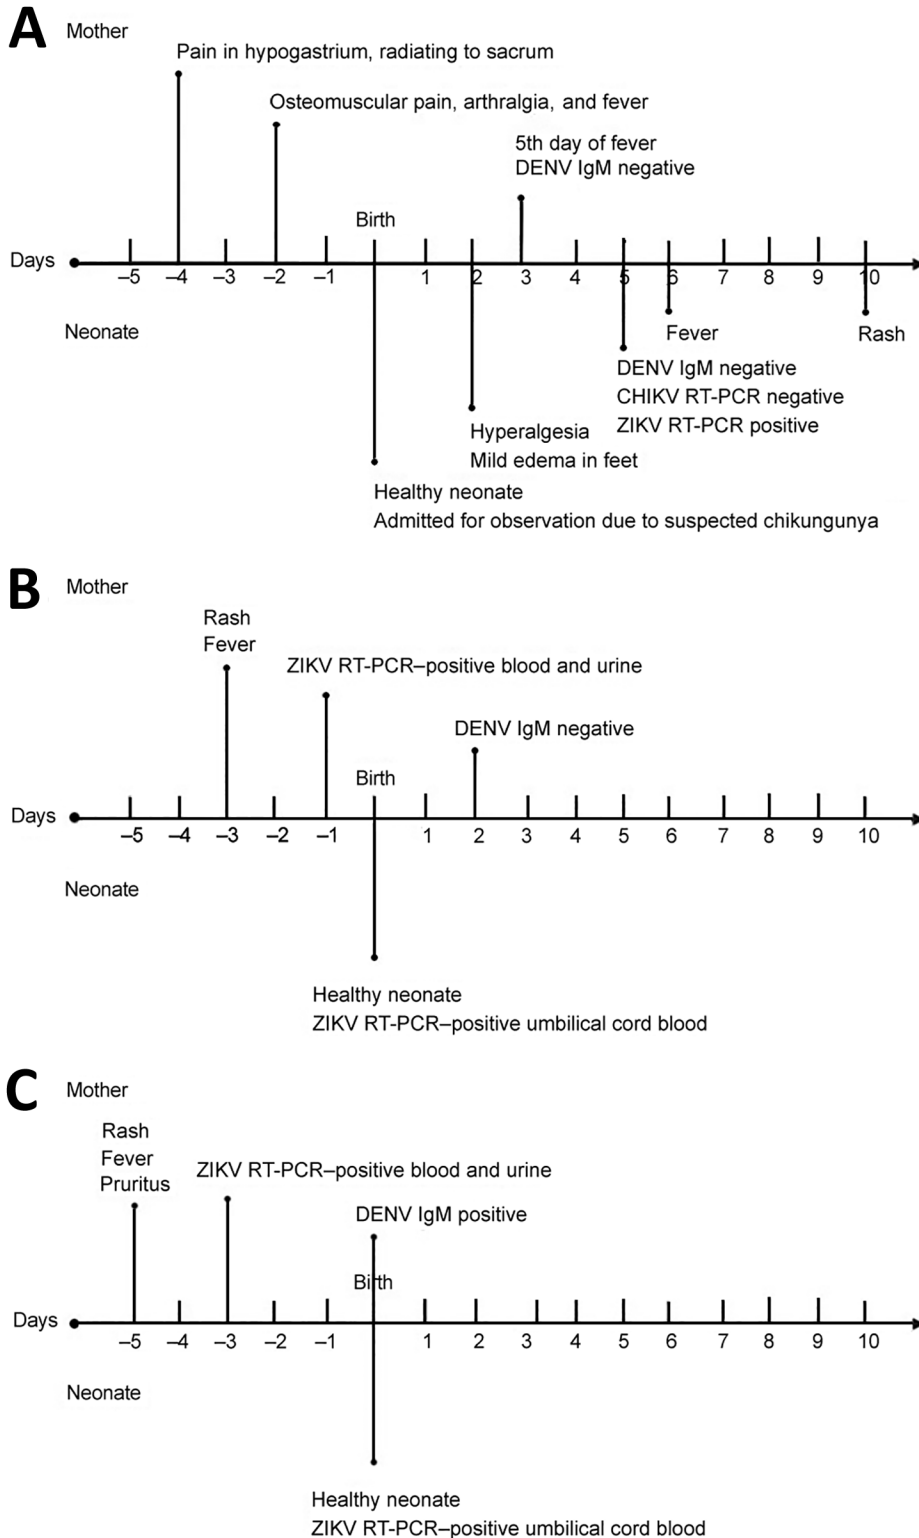 A
Mother
Pain in hypogastrium, radiating to sacrum
Osteomuscular pain, arthralgia, and fever
5th day of fever
DENV IgM negative
Birth
Days
–5 –4 –3 –2 –1 1 2 3 4 5 6 7 8 9 10
Neonate
Fever
Rash
DENV IgM negative
CHIKV RT-PCR negative
ZIKV RT-PCR positive
Hyperalgesia
Mild edema in feet
Healthy neonate
Admitted for observation due to suspected chikungunya
B
Mother
Rash
Fever
ZIKV RT-PCR–positive blood and urine
DENV IgM negative
Birth
Days
–5 –4 –3 –2 –1 1 2 3 4 5 6 7 8 9 10
Neonate
Healthy neonate
ZIKV RT-PCR–positive umbilical cord blood
C
Mother
Rash
Fever
Pruritus
ZIKV RT-PCR–positive blood and urine
DENV IgM positive
Birth
Days
–5 –4 –3 –2 –1 1 2 3 4 5 6 7 8 9 10
Neonate
Healthy neonate
ZIKV RT-PCR–positive umbilical cord blood